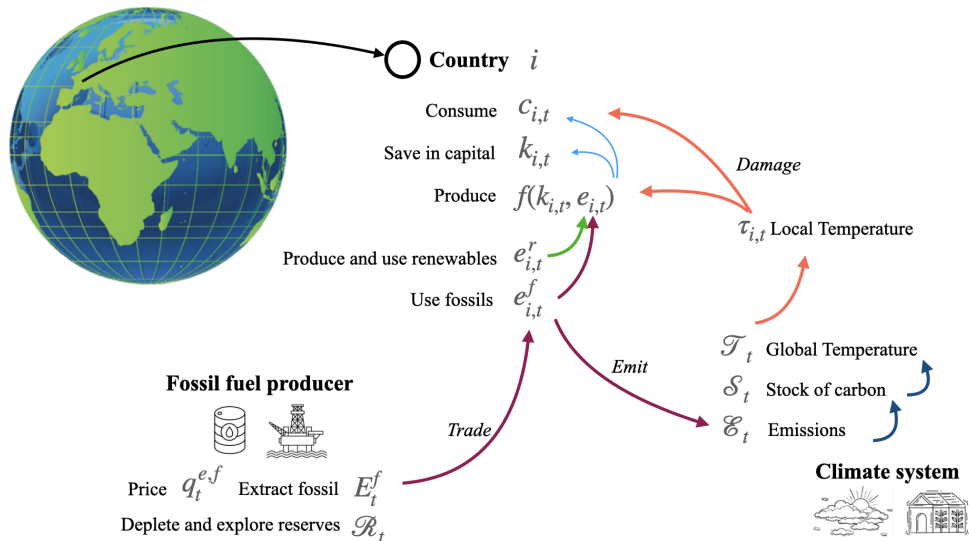 Country i
Consume c_{i,t}
Save in capital k_{i,t}
Damage
Produce f(k_{i,t}, e_{i,t})
τ_{i,t} Local Temperature
Produce and use renewables e^r_{i,t}
Use fossils e^f_{i,t}
𝒯_t Global Temperature
Emit
Fossil fuel producer
𝒮_t Stock of carbon
Trade
ℰ_t Emissions
Climate system
Price q^{e,f}_t Extract fossil E^f_t
Deplete and explore reserves ℛ_t